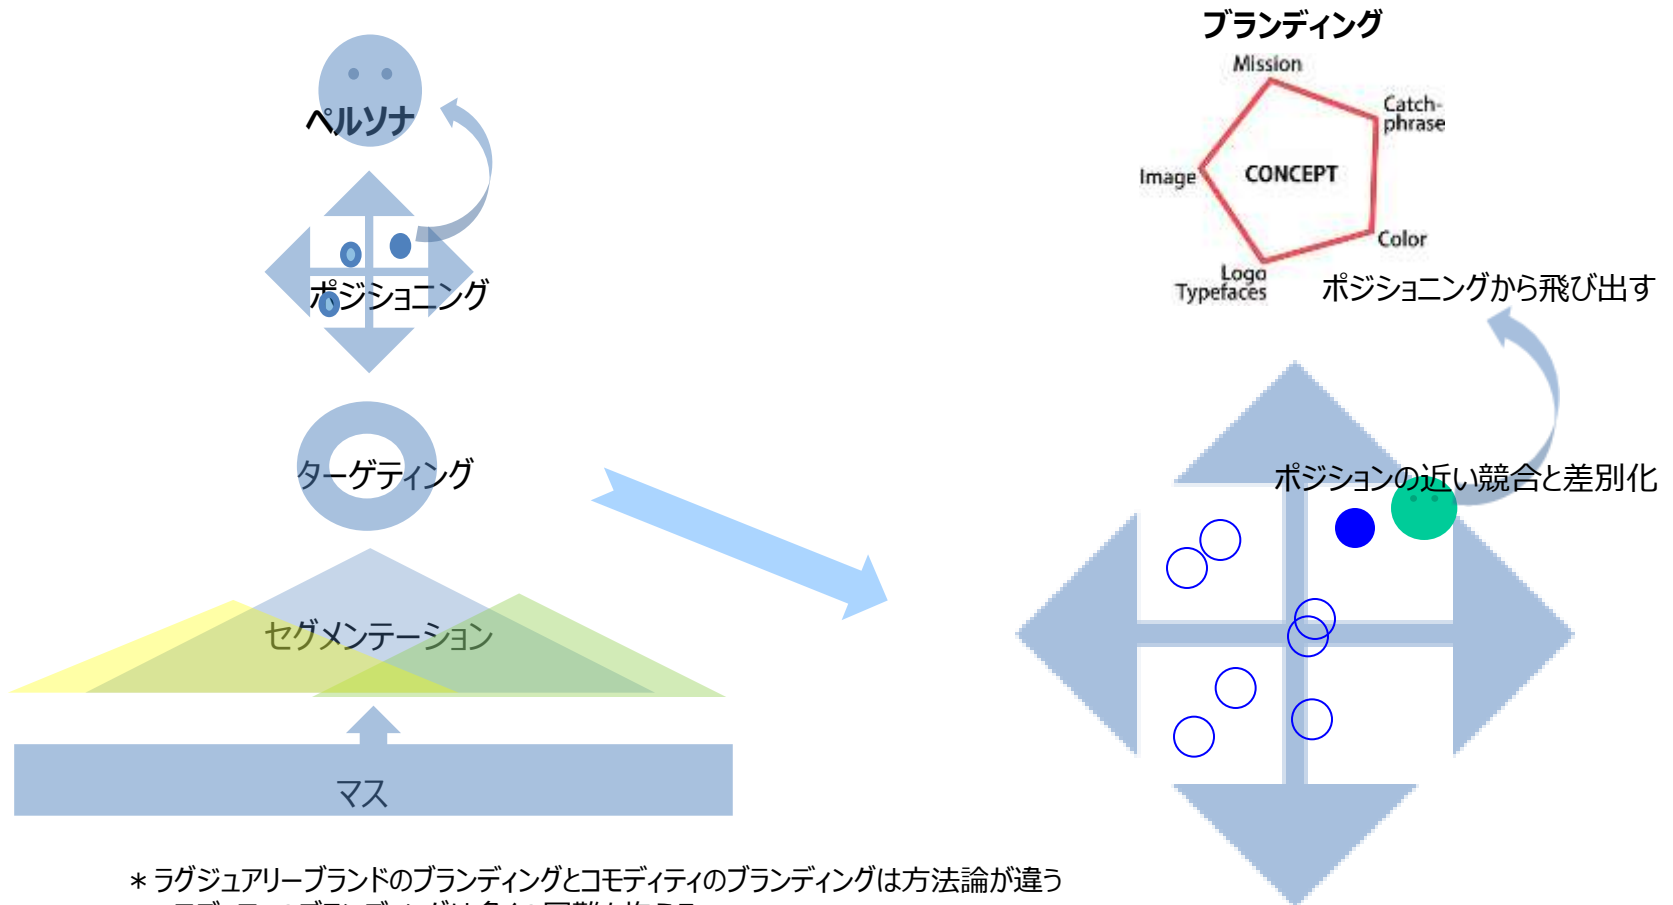 ブランディング
Mission
Catch-
phrase
Image
CONCEPT
Color
Logo
Typefaces
ポジショニングから飛び出す
ポジションの近い競合と差別化
ペルソナ
ポジショニング
ターゲティング
セグメンテーション
マス
＊ラグジュアリーブランドのブランディングとコモディティのブランディングは方法論が違う